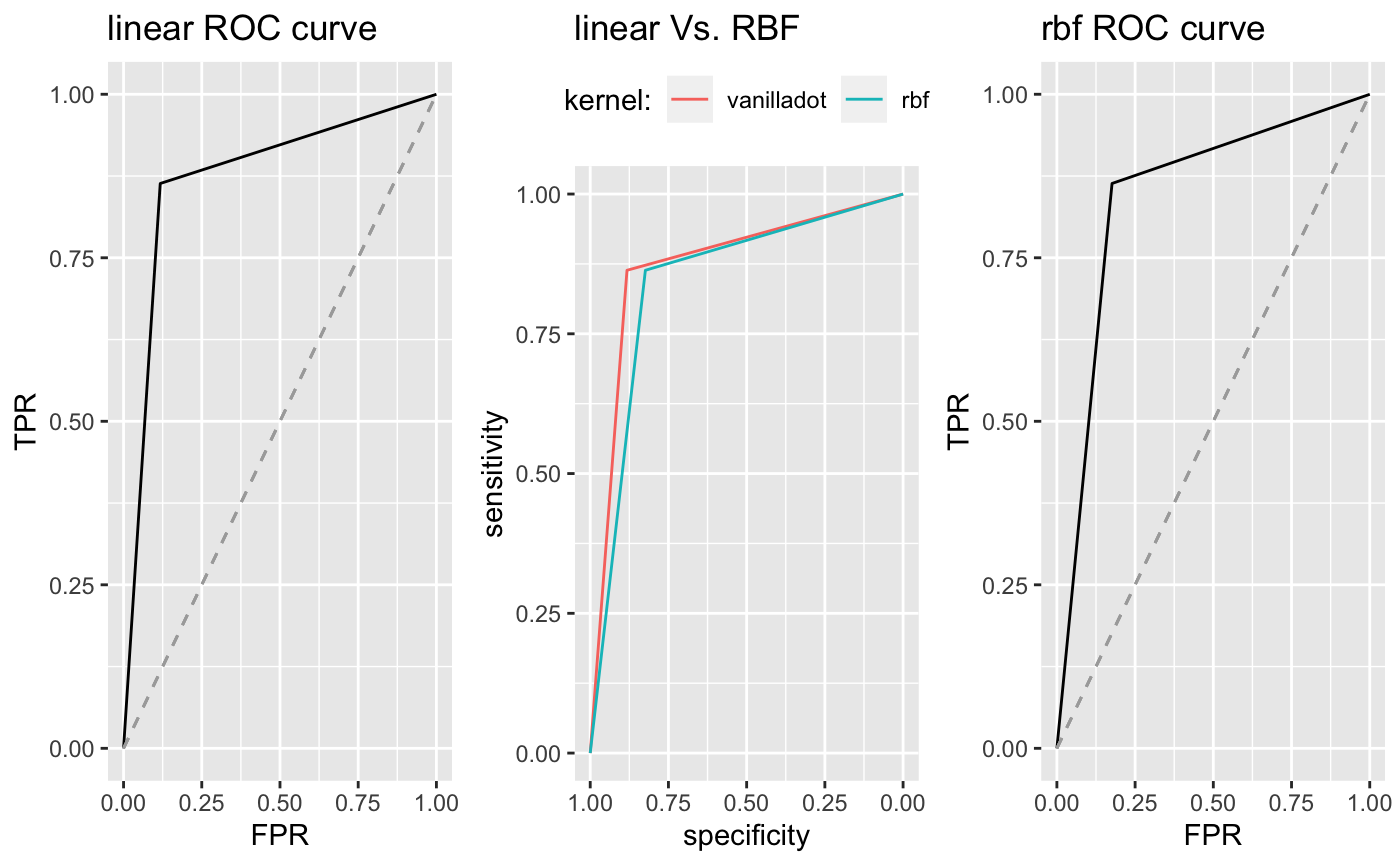 linear ROC curve
TPR
1.00
0.75
0.50
0.25
0.00
0.00 0.25 0.50 0.75 1.00
FPR
linear Vs. RBF
kernel: vanilladot rbf
sensitivity
1.00
0.75
0.50
0.25
0.00
1.00 0.75 0.50 0.25 0.00
specificity
rbf ROC curve
TPR
1.00
0.75
0.50
0.25
0.00
0.00 0.25 0.50 0.75 1.00
FPR